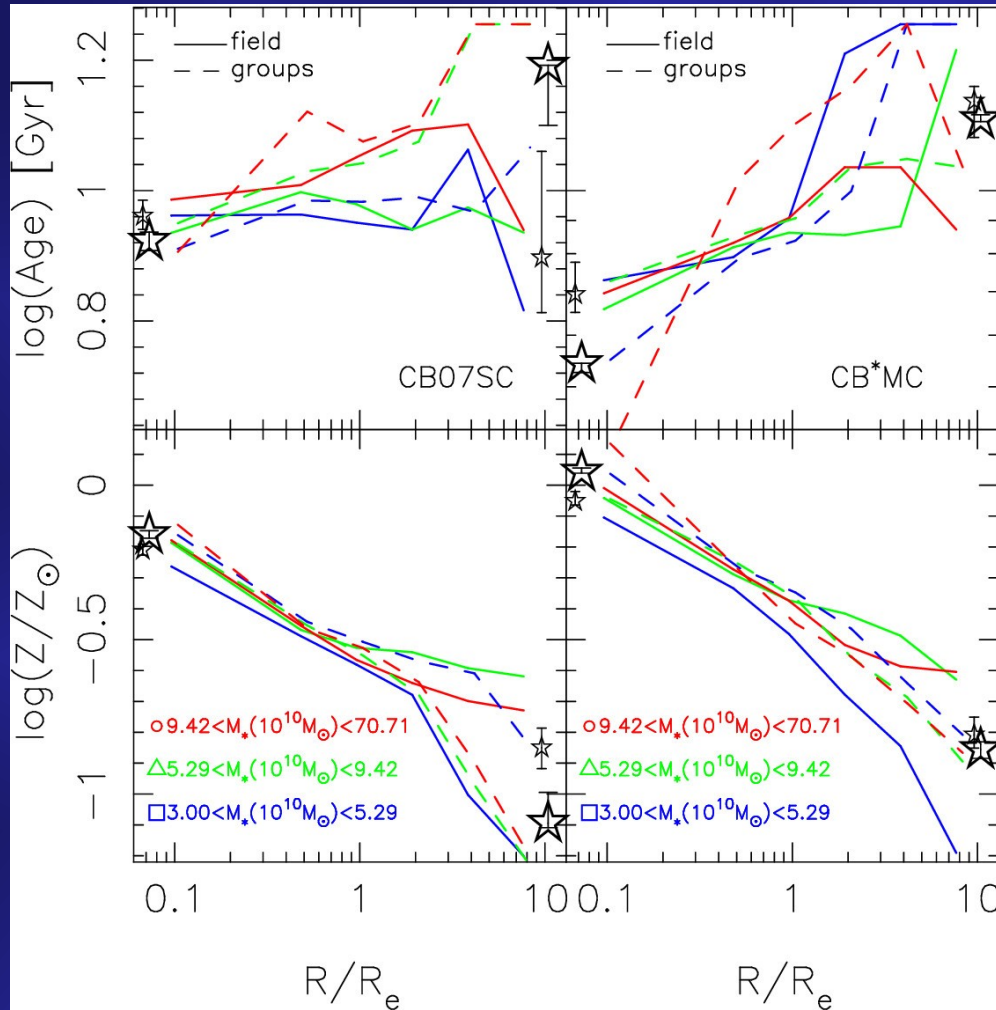 log(Age) [Gyr]
1.2
1
0.8
field
groups
CB07SC
CB*MC
log(Z/Z☉)
0
−0.5
−1
9.42<M*(10¹⁰M☉)<70.71
5.29<M*(10¹⁰M☉)<9.42
3.00<M*(10¹⁰M☉)<5.29
field
groups
9.42<M*(10¹⁰M☉)<70.71
5.29<M*(10¹⁰M☉)<9.42
3.00<M*(10¹⁰M☉)<5.29
0.1 1 10 0.1 1 10
R/Rₑ R/Rₑ